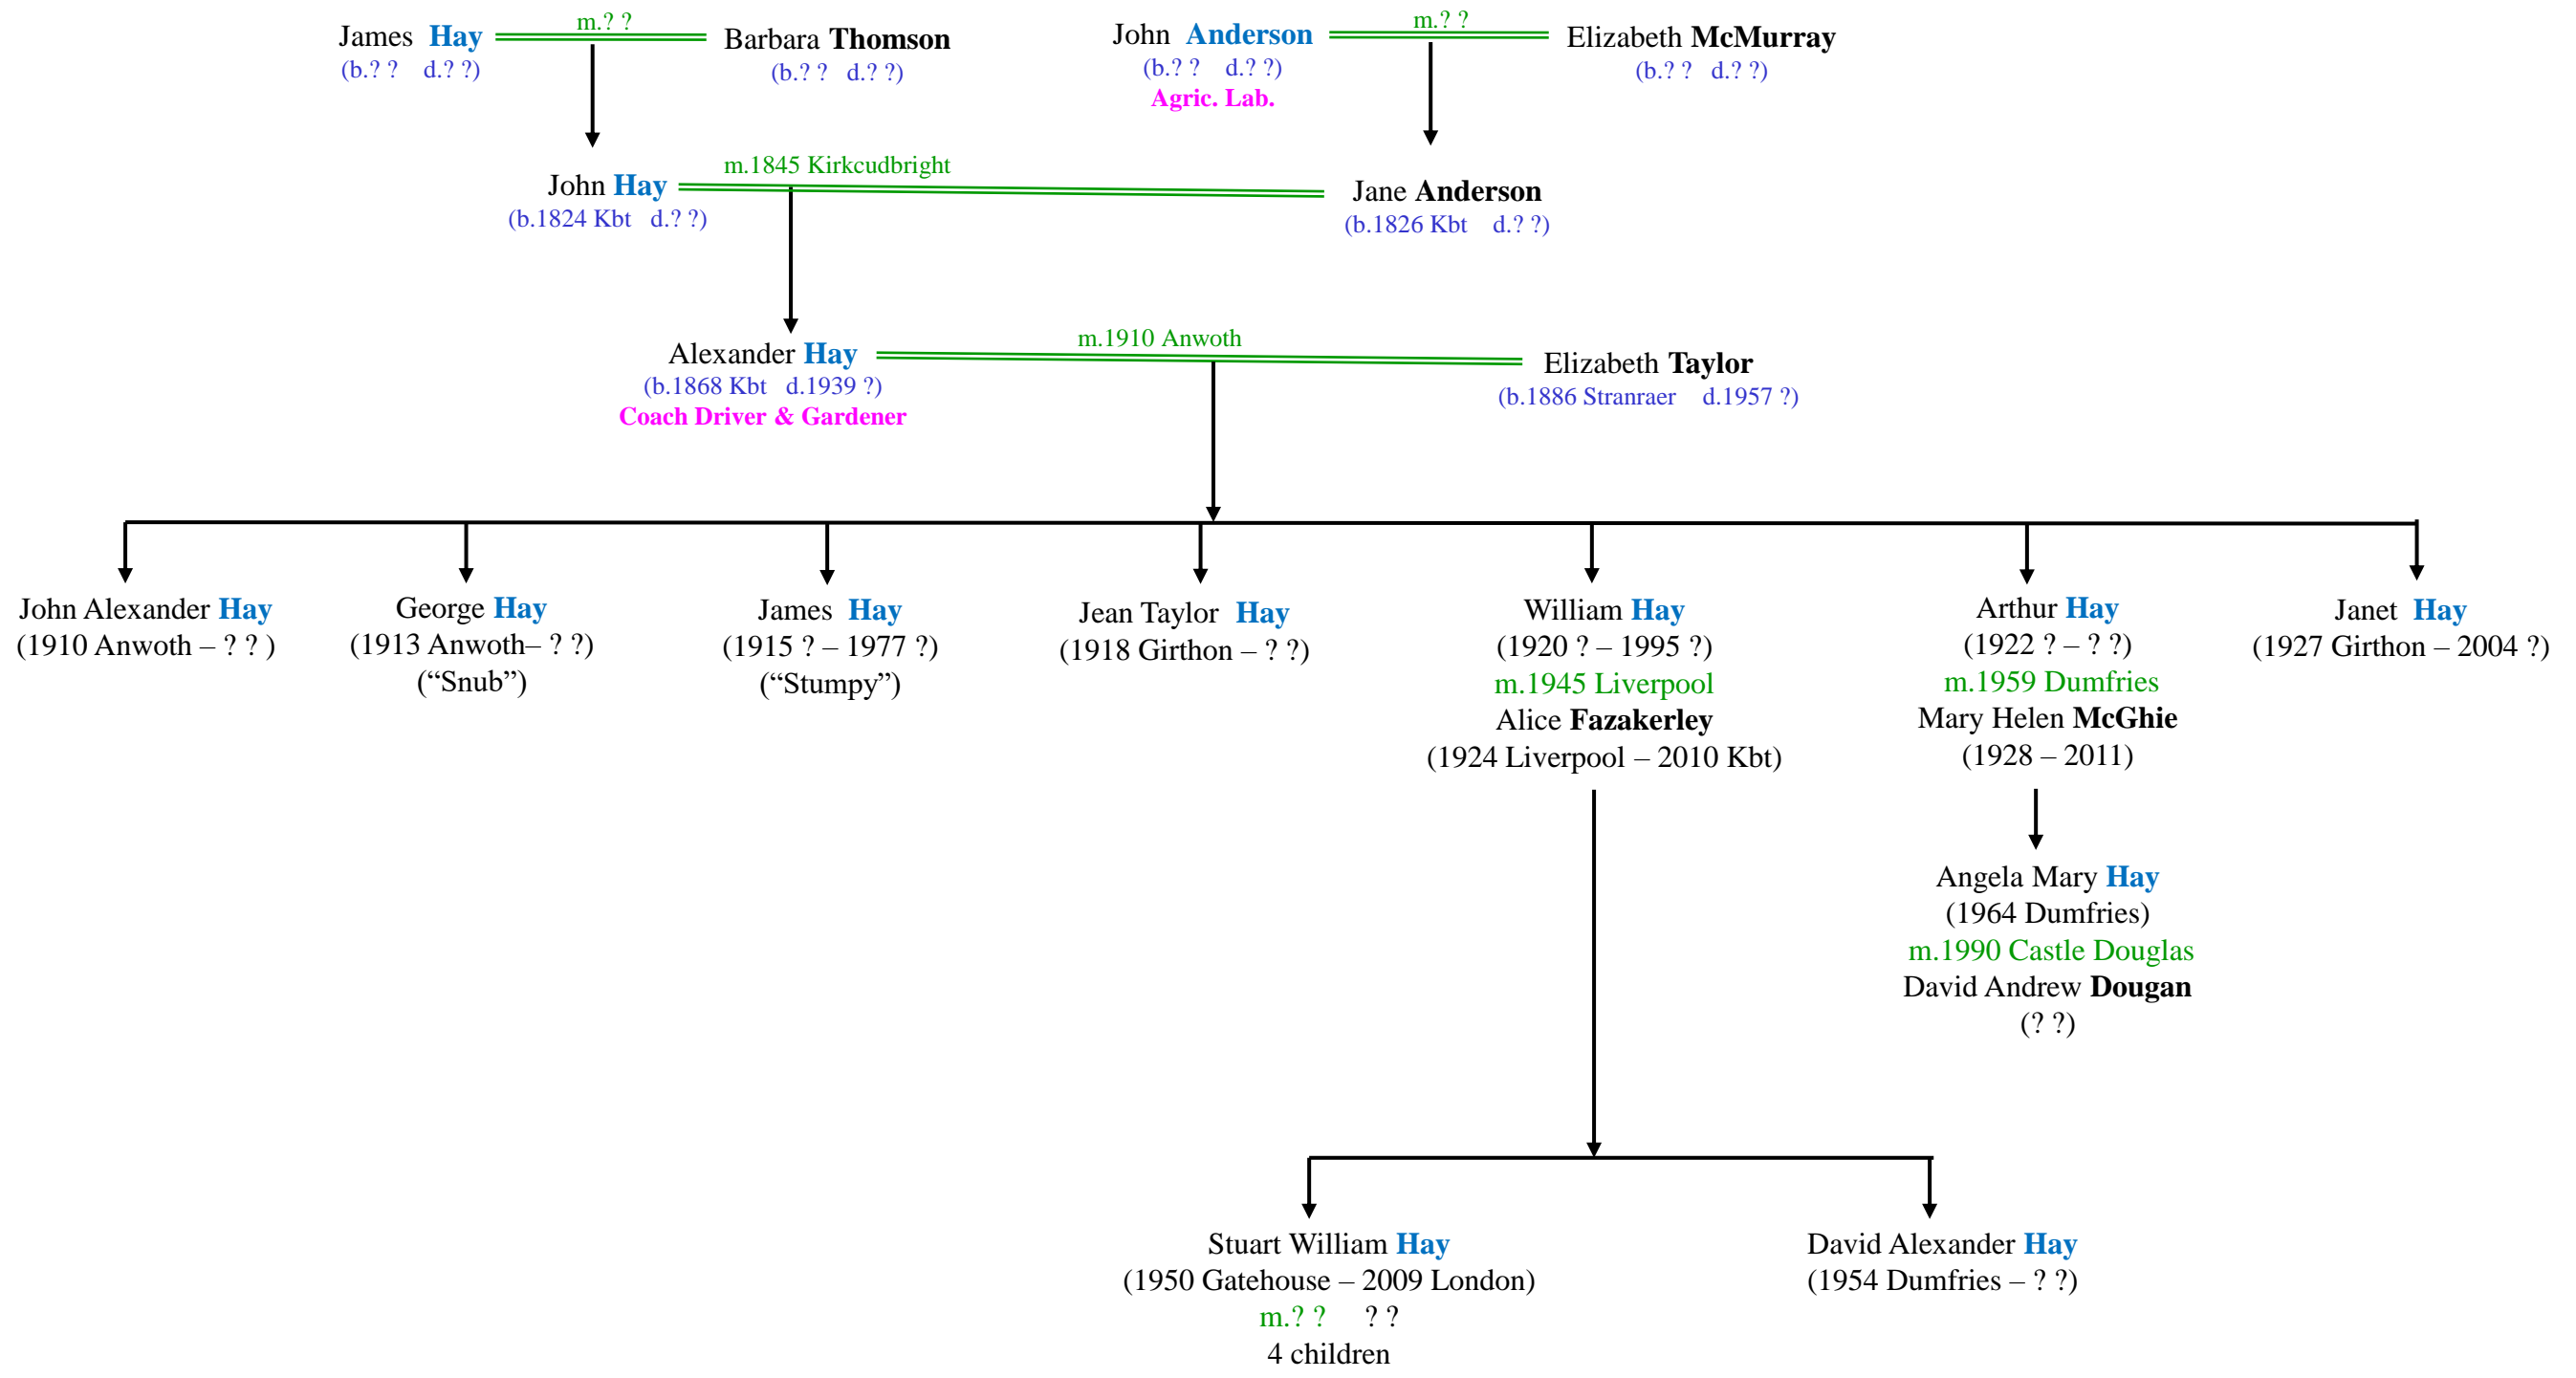 m.? ?
James Hay
Barbara Thomson
(b.? ? d.? ?)
(b.? ? d.? ?)
m.? ?
John Anderson
Elizabeth McMurray
(b.? ? d.? ?)
(b.? ? d.? ?)
Agric. Lab.
m.1845 Kirkcudbright
John Hay
Jane Anderson
(b.1824 Kbt d.? ?)
(b.1826 Kbt d.? ?)
m.1910 Anwoth
Alexander Hay
Elizabeth Taylor
(b.1868 Kbt d.1939 ?)
(b.1886 Stranraer d.1957 ?)
Coach Driver & Gardener
John Alexander Hay
(1910 Anwoth – ? ? )
George Hay
(1913 Anwoth– ? ?)
(“Snub”)
James Hay
(1915 ? – 1977 ?)
(“Stumpy”)
Jean Taylor Hay
(1918 Girthon – ? ?)
William Hay
(1920 ? – 1995 ?)
m.1945 Liverpool
Alice Fazakerley
(1924 Liverpool – 2010 Kbt)
Arthur Hay
(1922 ? – ? ?)
m.1959 Dumfries
Mary Helen McGhie
(1928 – 2011)
Janet Hay
(1927 Girthon – 2004 ?)
Angela Mary Hay
(1964 Dumfries)
m.1990 Castle Douglas
David Andrew Dougan
(? ?)
Stuart William Hay
(1950 Gatehouse – 2009 London)
m.? ? ? ?
4 children
David Alexander Hay
(1954 Dumfries – ? ?)